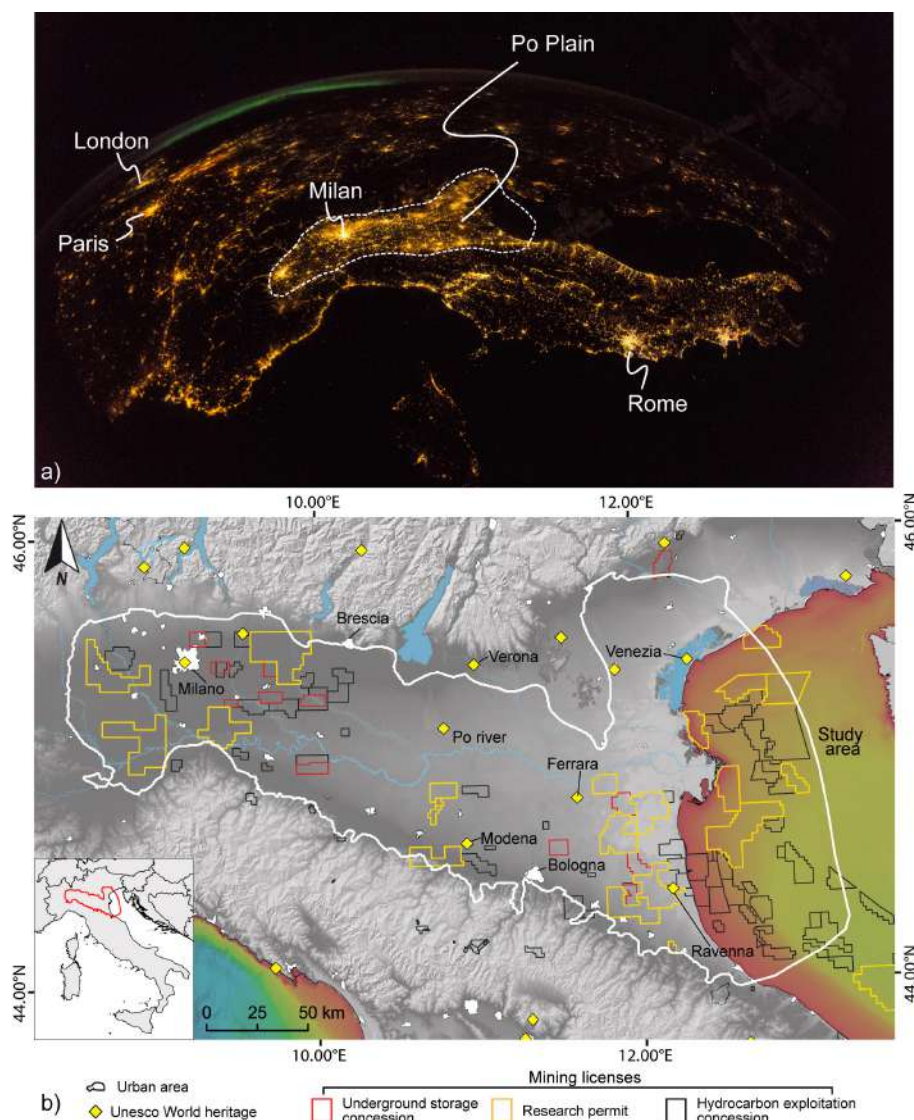 Po Plain
London
Milan
Paris
Rome
a)
10.00°E
12.00°E
46.00°N
46.00°N
N
Brescia
Verona
Venezia
Milano
Study
area
Po river
Ferrara
Modena
Bologna
Ravenna
44.00°N
44.00°N
0 25 50 km
10.00°E
12.00°E
b)
Urban area
Unesco World heritage
Mining licenses
Underground storage
concession
Research permit
Hydrocarbon exploitation
concession